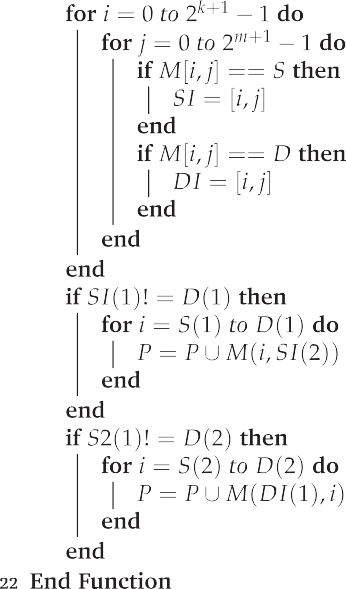 for i = 0 to 2^{k+1} − 1 do
for j = 0 to 2^{m+1} − 1 do
if M[i, j] == S then
SI = [i, j]
end
if M[i, j] == D then
DI = [i, j]
end
end
end
if SI(1)! = D(1) then
for i = S(1) to D(1) do
P = P ∪ M(i, SI(2))
end
end
if S2(1)! = D(2) then
for i = S(2) to D(2) do
P = P ∪ M(DI(1), i)
end
end
22 End Function